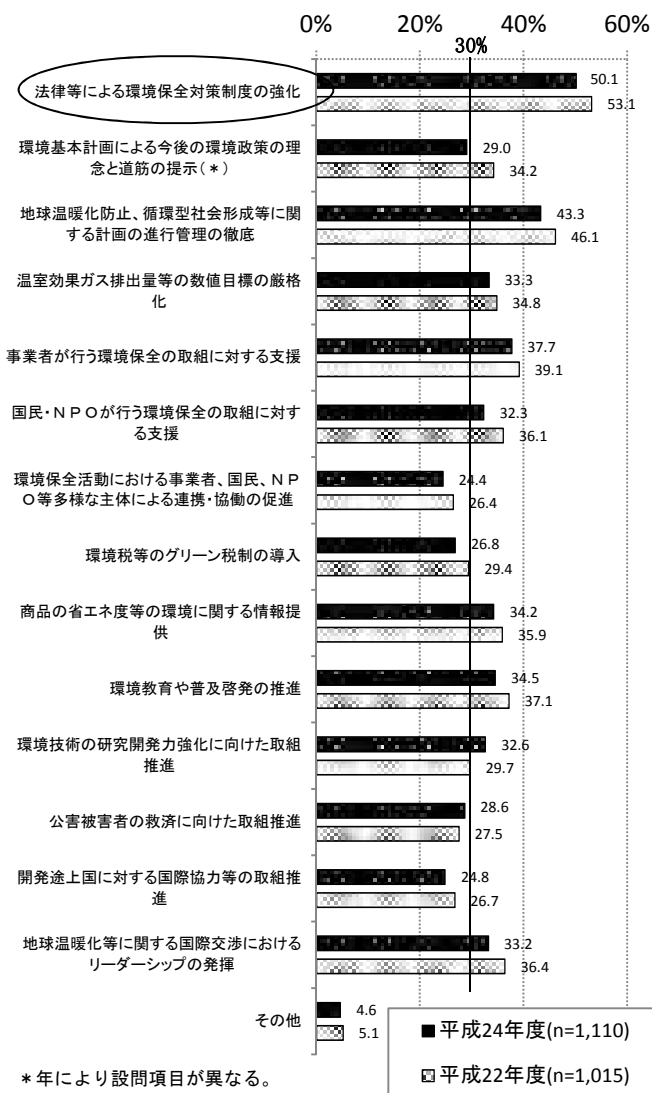 0% 20% 40% 60%
30%
法律等による環境保全対策制度の強化
50.1
53.1
環境基本計画による今後の環境政策の理
念と道筋の提示(*)
29.0
34.2
地球温暖化防止、循環型社会形成等に関
する計画の進行管理の徹底
43.3
46.1
温室効果ガス排出量等の数値目標の厳格
化
33.3
34.8
事業者が行う環境保全の取組に対する支援
37.7
39.1
国民・NPOが行う環境保全の取組に対す
る支援
32.3
36.1
環境保全活動における事業者、国民、NP
O等多様な主体による連携・協働の促進
24.4
26.4
環境税等のグリーン税制の導入
26.8
29.4
商品の省エネ度等の環境に関する情報提
供
34.2
35.9
環境教育や普及啓発の推進
34.5
37.1
環境技術の研究開発力強化に向けた取組
推進
32.6
29.7
公害被害者の救済に向けた取組推進
28.6
27.5
開発途上国に対する国際協力等の取組推
進
24.8
26.7
地球温暖化等に関する国際交渉における
リーダーシップの発揮
33.2
36.4
その他
4.6
5.1
平成24年度(n=1,110)
平成22年度(n=1,015)
*年により設問項目が異なる。